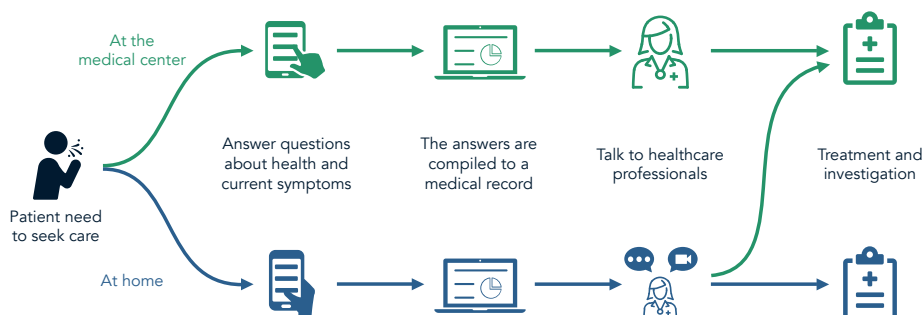 At the
medical center
Answer questions
about health and
current symptoms
The answers are
compiled to a
medical record
Talk to healthcare
professionals
Treatment and
investigation
Patient need
to seek care
At home